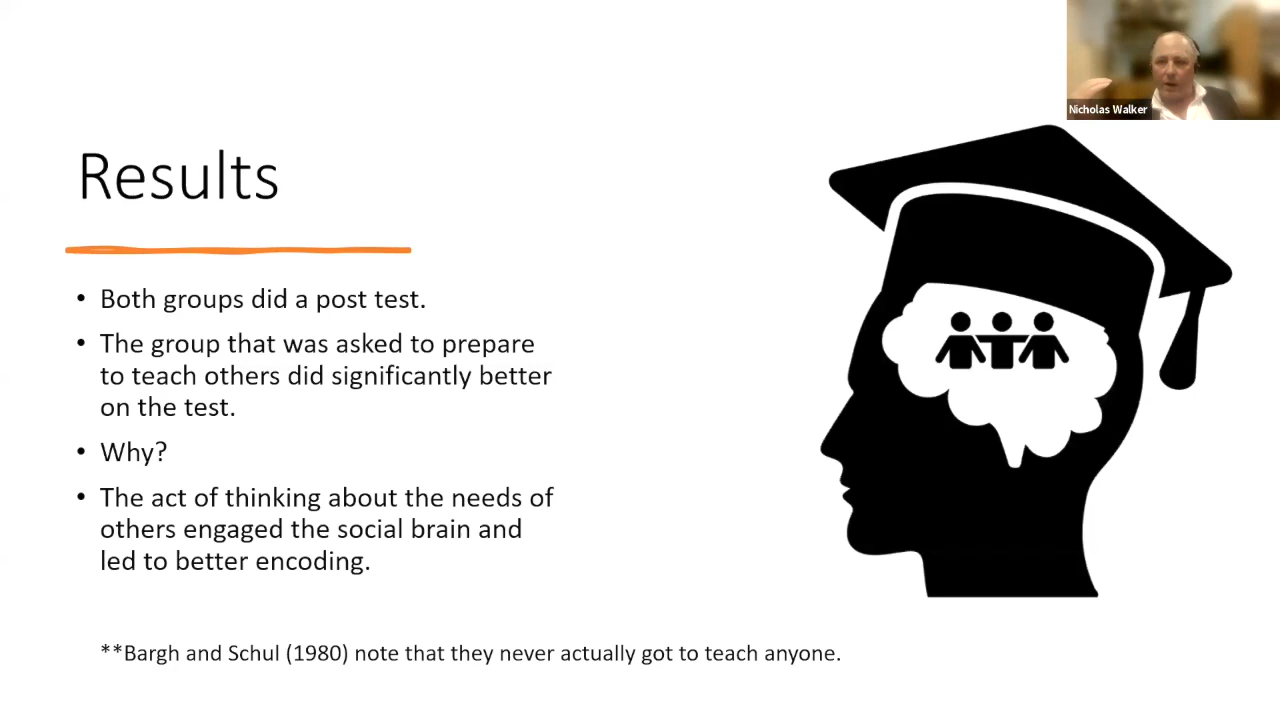 Nicholas Walker
Results
• Both groups did a post test.
• The group that was asked to prepare
to teach others did significantly better
on the test.
• Why?
• The act of thinking about the needs of
others engaged the social brain and
led to better encoding.
**Bargh and Schul (1980) note that they never actually got to teach anyone.